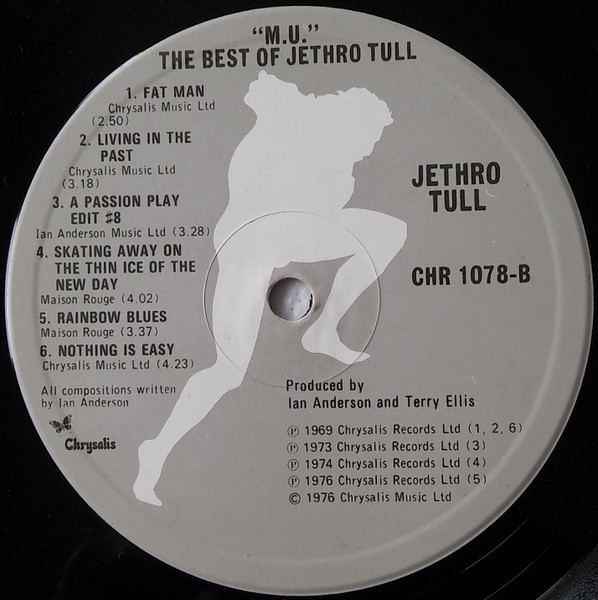 “M.U.”
THE BEST OF JETHRO TULL
1. FAT MAN
Chrysalis Music Ltd
(2.50)
2. LIVING IN THE
PAST
Chrysalis Music Ltd
(3.18)
3. A PASSION PLAY
EDIT #8
Ian Anderson Music Ltd (3.28)
4. SKATING AWAY ON
THE THIN ICE OF THE
NEW DAY
Maison Rouge (4.02)
5. RAINBOW BLUES
Maison Rouge (3.37)
6. NOTHING IS EASY
Chrysalis Music Ltd (4.23)
All compositions written
by Ian Anderson
Chrysalis
JETHRO
TULL
CHR 1078-B
Produced by
Ian Anderson and Terry Ellis
℗ 1969 Chrysalis Records Ltd (1, 2, 6)
℗ 1973 Chrysalis Records Ltd (3)
℗ 1974 Chrysalis Records Ltd (4)
℗ 1976 Chrysalis Records Ltd (5)
© 1976 Chrysalis Music Ltd